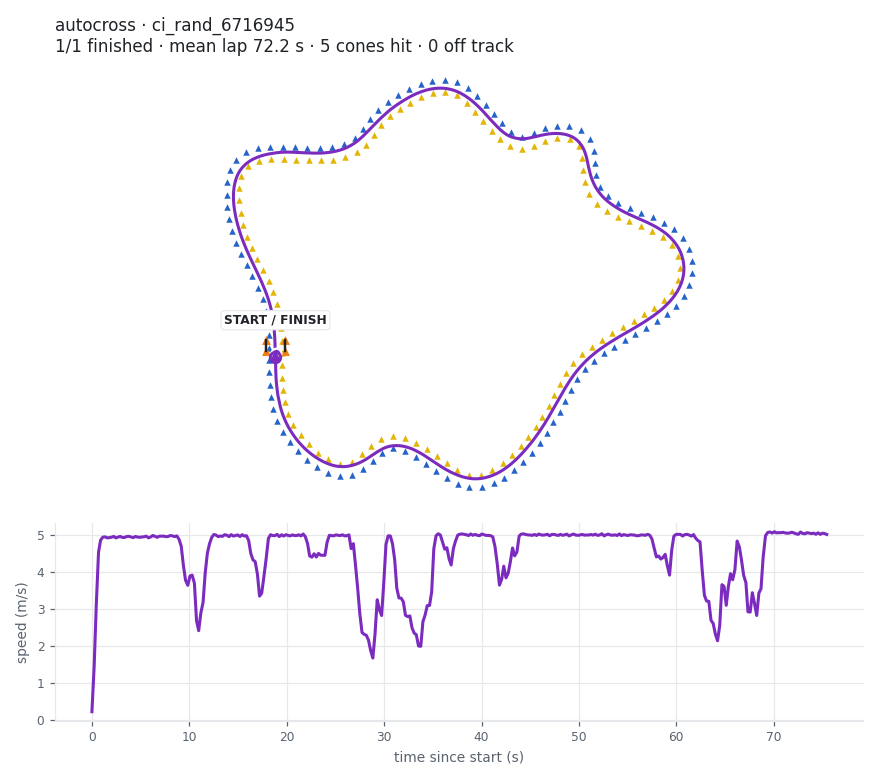 autocross · ci_rand_6716945
1/1 finished · mean lap 72.2 s · 5 cones hit · 0 off track
START / FINISH
5
4
3
2
1
0
speed (m/s)
0 10 20 30 40 50 60 70
time since start (s)